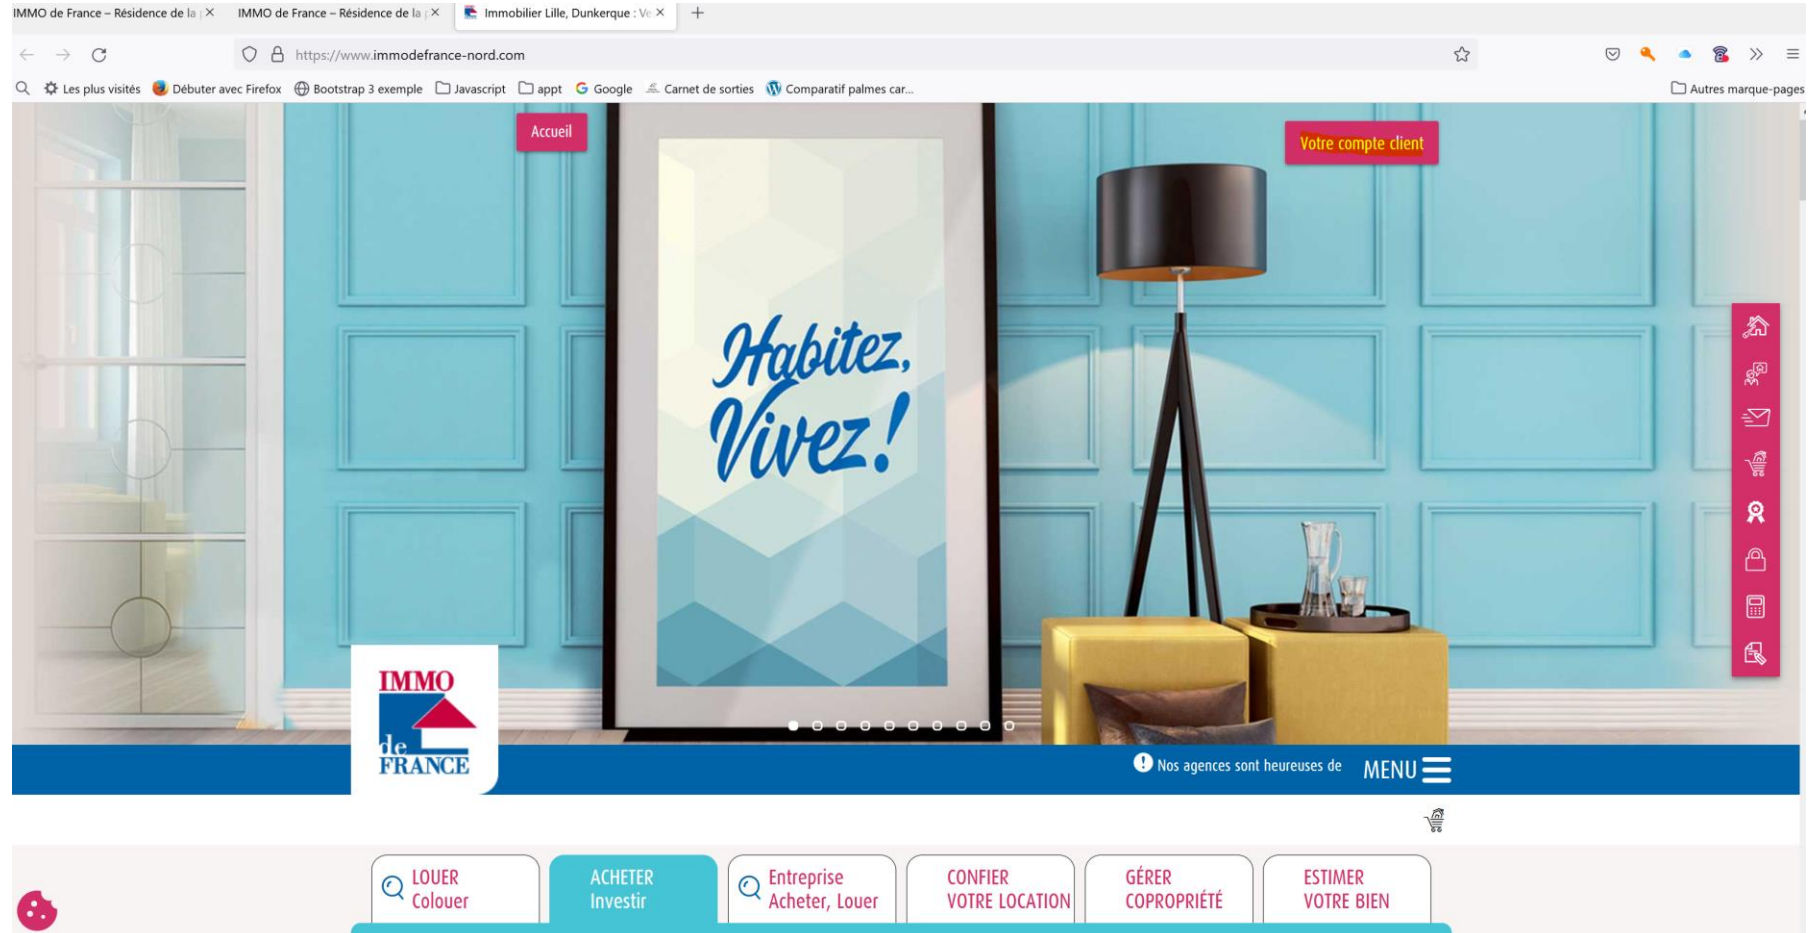 IMMO de France – Résidence de la
IMMO de France – Résidence de la
Immobilier Lille, Dunkerque : Ve
https://www.immodefrance-nord.com
Les plus visités
Débuter avec Firefox
Bootstrap 3 exemple
Javascript
appt
Google
Carnet de sorties
Comparatif palmes car...
Autres marque-pages
Accueil
Votre compte client
Habitez,
Vivez !
IMMO
de
FRANCE
Nos agences sont heureuses de
MENU
LOUER
Colouer
ACHETER
Investir
Entreprise
Acheter, Louer
CONFIER
VOTRE LOCATION
GÉRER
COPROPRIÉTÉ
ESTIMER
VOTRE BIEN